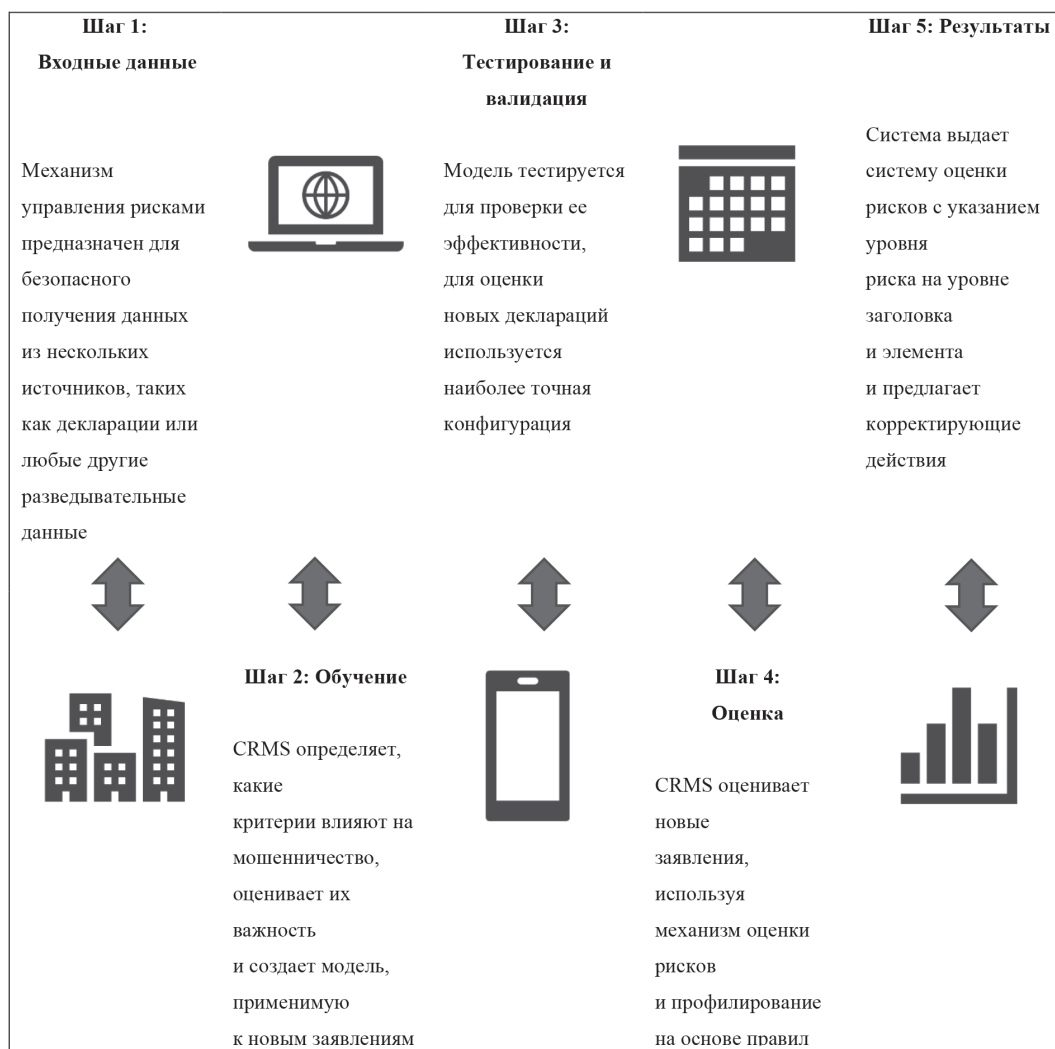 Шаг 1:
Входные данные
Механизм
управления рисками
предназначен для
безопасного
получения данных
из нескольких
источников, таких
как декларации или
любые другие
разведывательные
данные
Шаг 3:
Тестирование и
валидация
Модель тестируется
для проверки ее
эффективности,
для оценки
новых деклараций
используется
наиболее точная
конфигурация
Шаг 5: Результаты
Система выдает
систему оценки
рисков с указанием
уровня
риска на уровне
заголовка
и элемента
и предлагает
корректирующие
действия
Шаг 2: Обучение
CRMS определяет,
какие
критерии влияют на
мошенничество,
оценивает их
важность
и создает модель,
применимую
к новым заявлениям
Шаг 4:
Оценка
CRMS оценивает
новые
заявления,
используя
механизм оценки
рисков
и профилирование
на основе правил